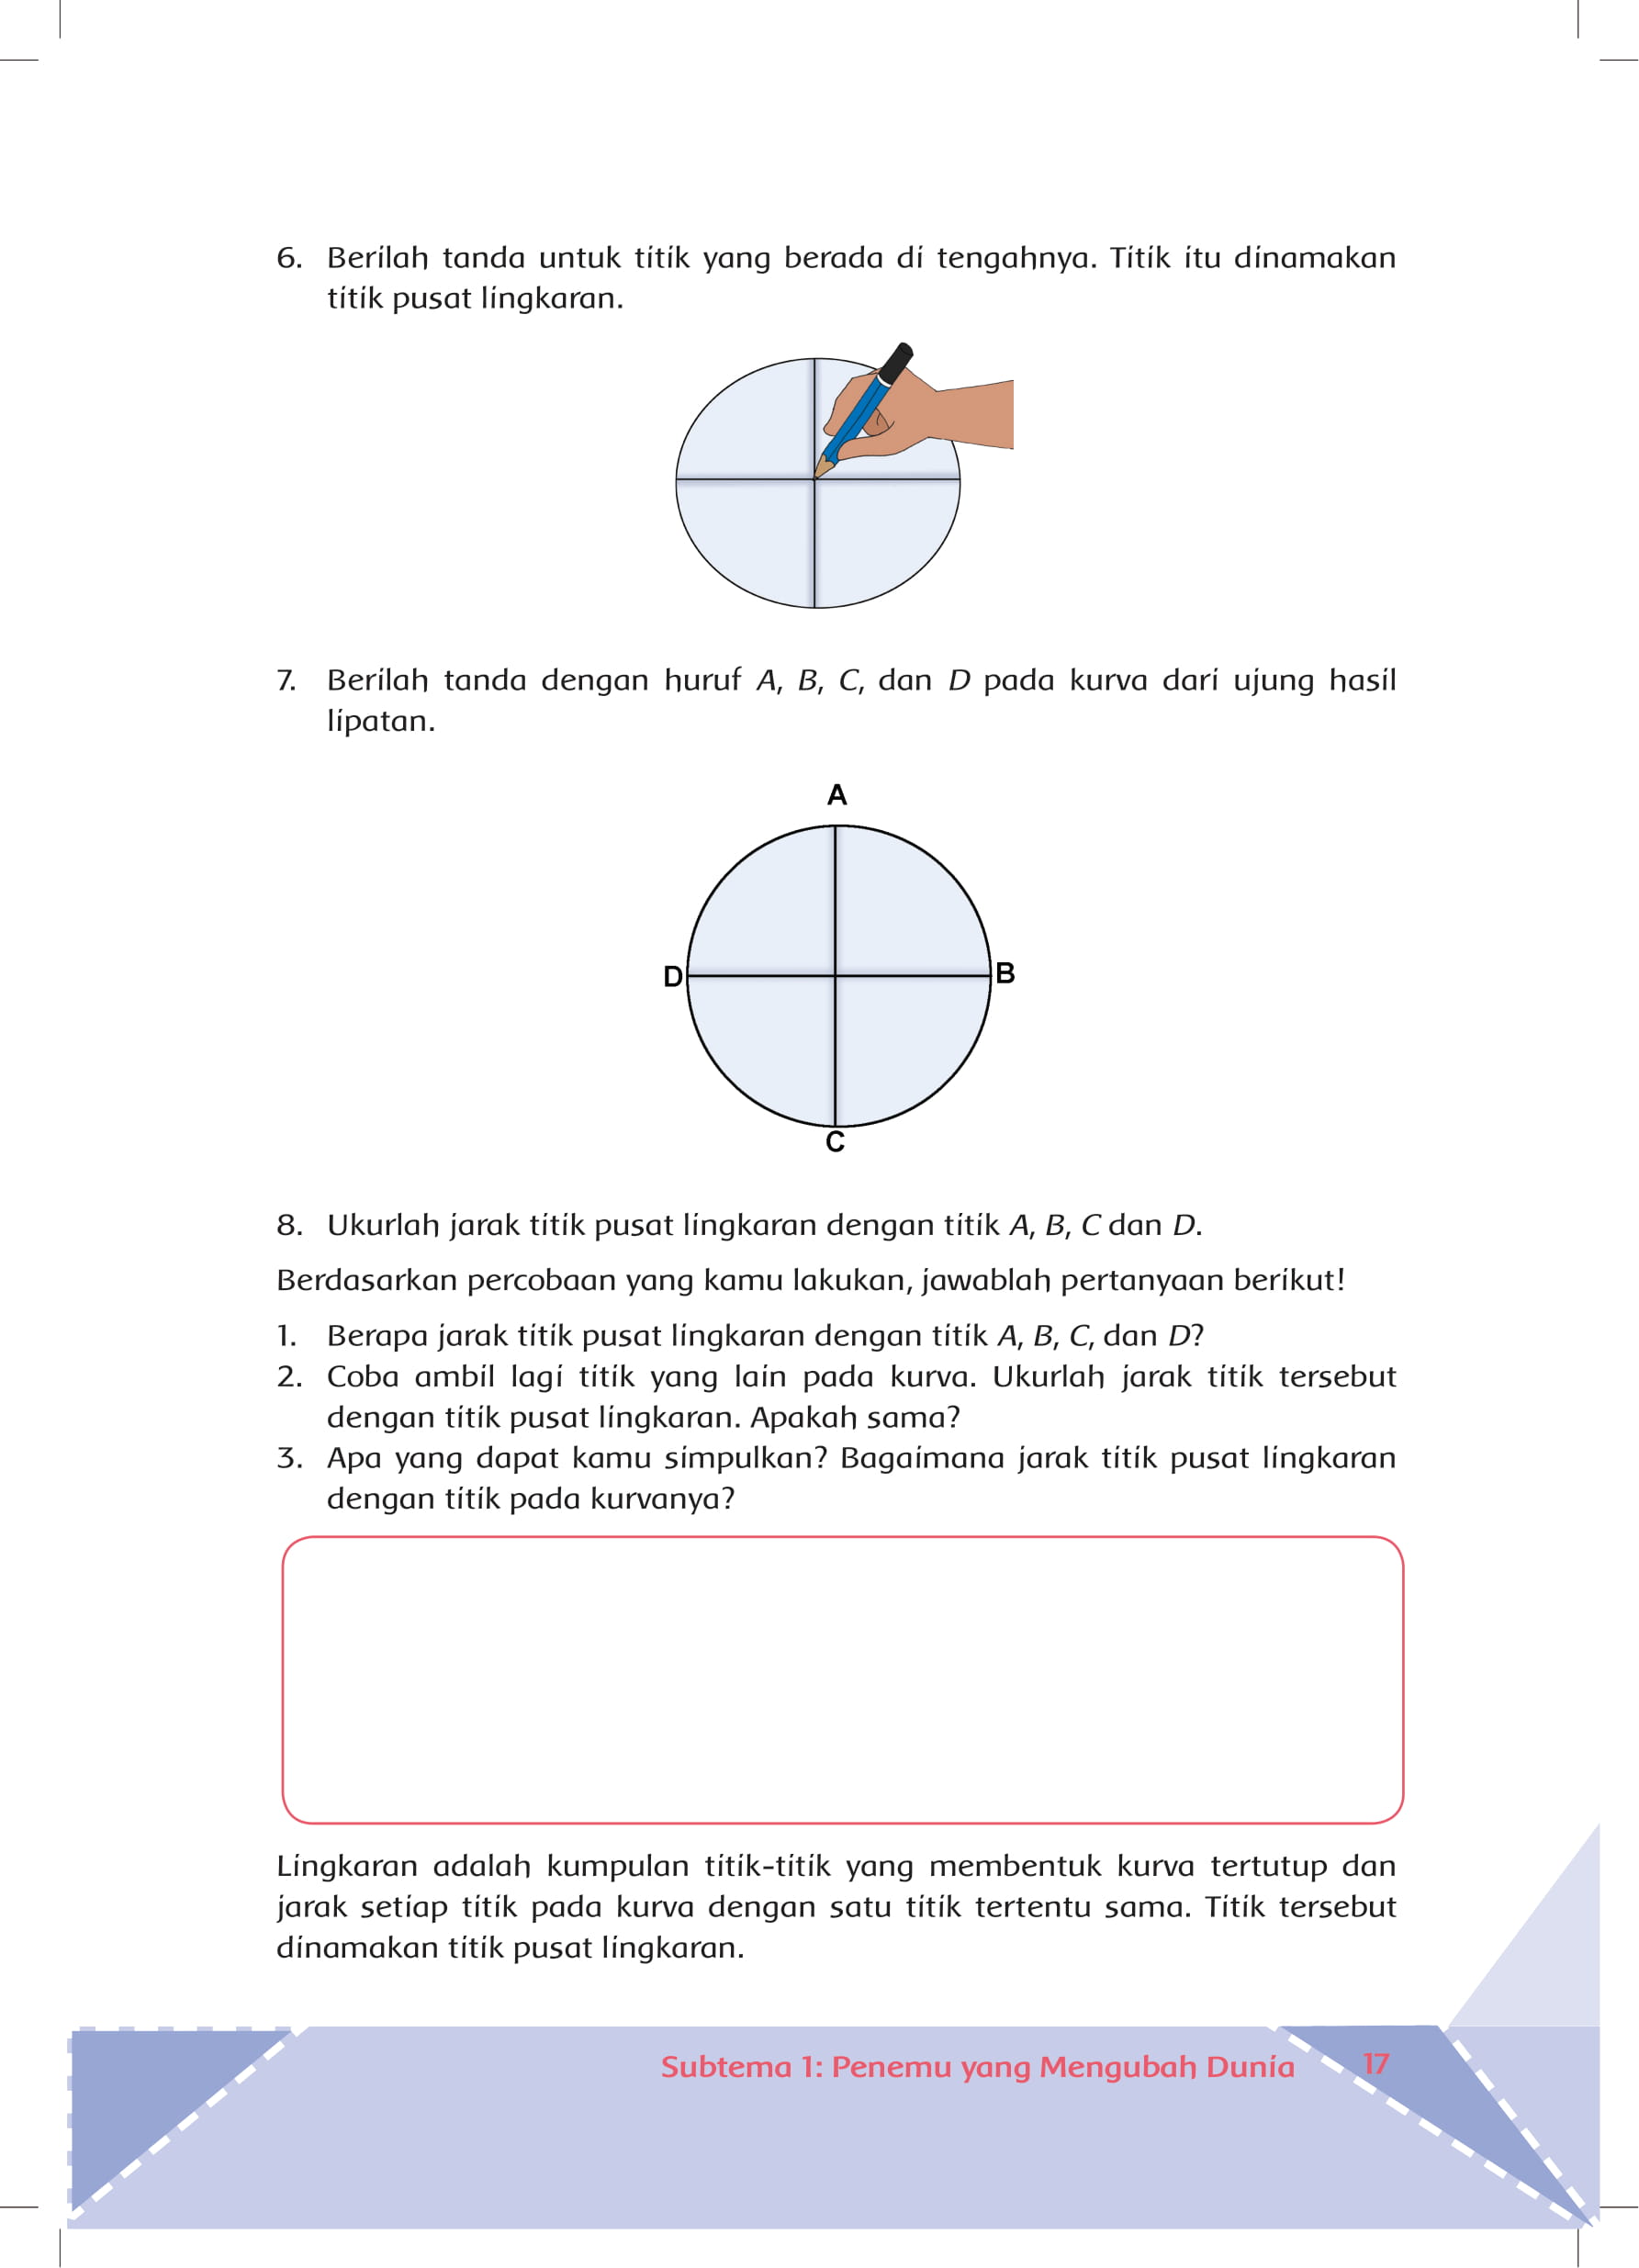 6. Berilah tanda untuk titik yang berada di tengahnya. Titik itu dinamakan
titik pusat lingkaran.
7. Berilah tanda dengan huruf A, B, C, dan D pada kurva dari ujung hasil
lipatan.
A
D
B
C
8. Ukurlah jarak titik pusat lingkaran dengan titik A, B, C dan D.
Berdasarkan percobaan yang kamu lakukan, jawablah pertanyaan berikut!
1. Berapa jarak titik pusat lingkaran dengan titik A, B, C, dan D?
2. Coba ambil lagi titik yang lain pada kurva. Ukurlah jarak titik tersebut
dengan titik pusat lingkaran. Apakah sama?
3. Apa yang dapat kamu simpulkan? Bagaimana jarak titik pusat lingkaran
dengan titik pada kurvanya?
Lingkaran adalah kumpulan titik-titik yang membentuk kurva tertutup dan
jarak setiap titik pada kurva dengan satu titik tertentu sama. Titik tersebut
dinamakan titik pusat lingkaran.
Subtema 1: Penemu yang Mengubah Dunia 17